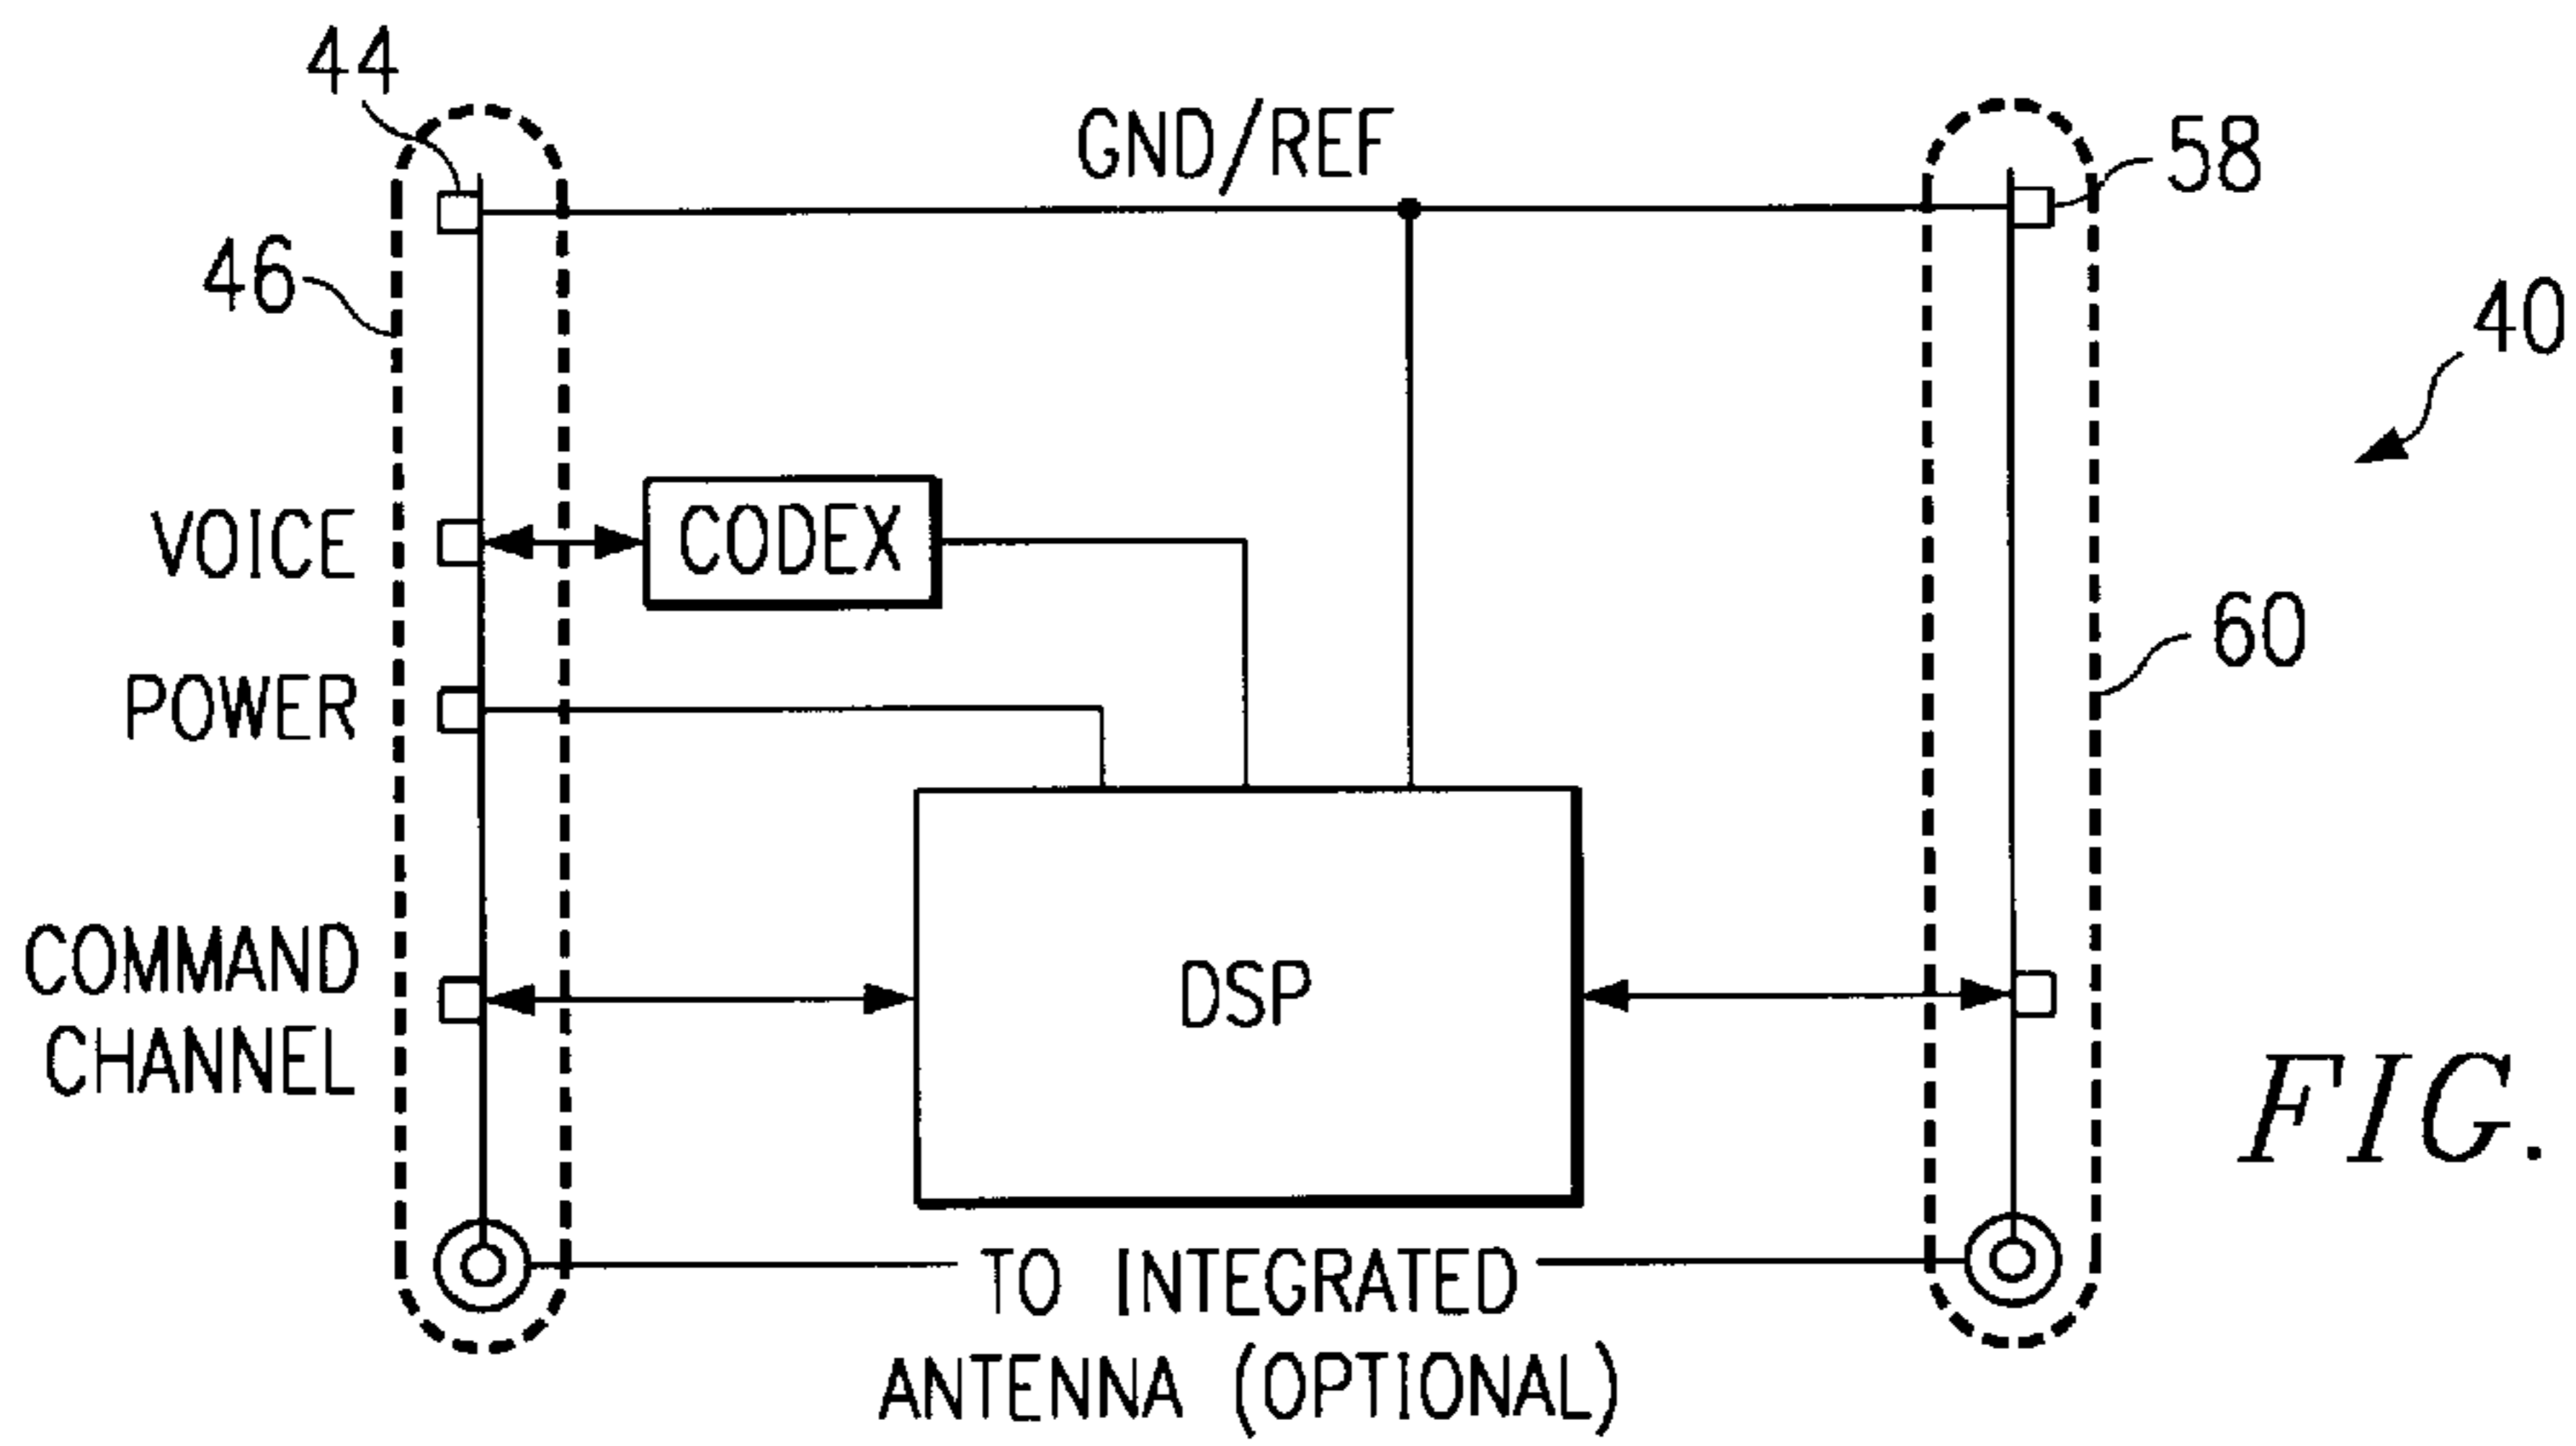 44
GND/REF
58
46
40
VOICE
CODEX
60
POWER
COMMAND
CHANNEL
DSP
FIG.
TO INTEGRATED
ANTENNA (OPTIONAL)